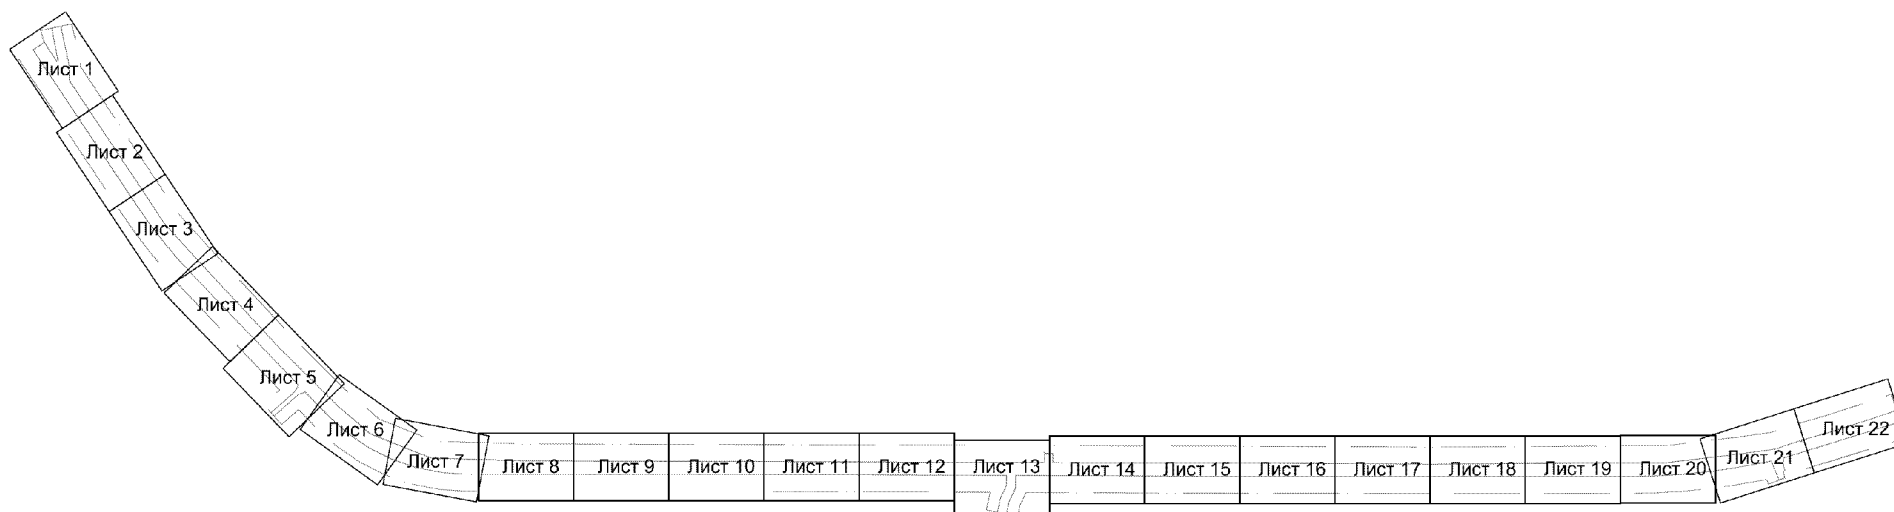 Лист 1
Лист 2
Лист 3
Лист 4
Лист 5
Лист 6
Лист 7
Лист 8
Лист 9
Лист 10
Лист 11
Лист 12
Лист 13
Лист 14
Лист 15
Лист 16
Лист 17
Лист 18
Лист 19
Лист 20
Лист 21
Лист 22